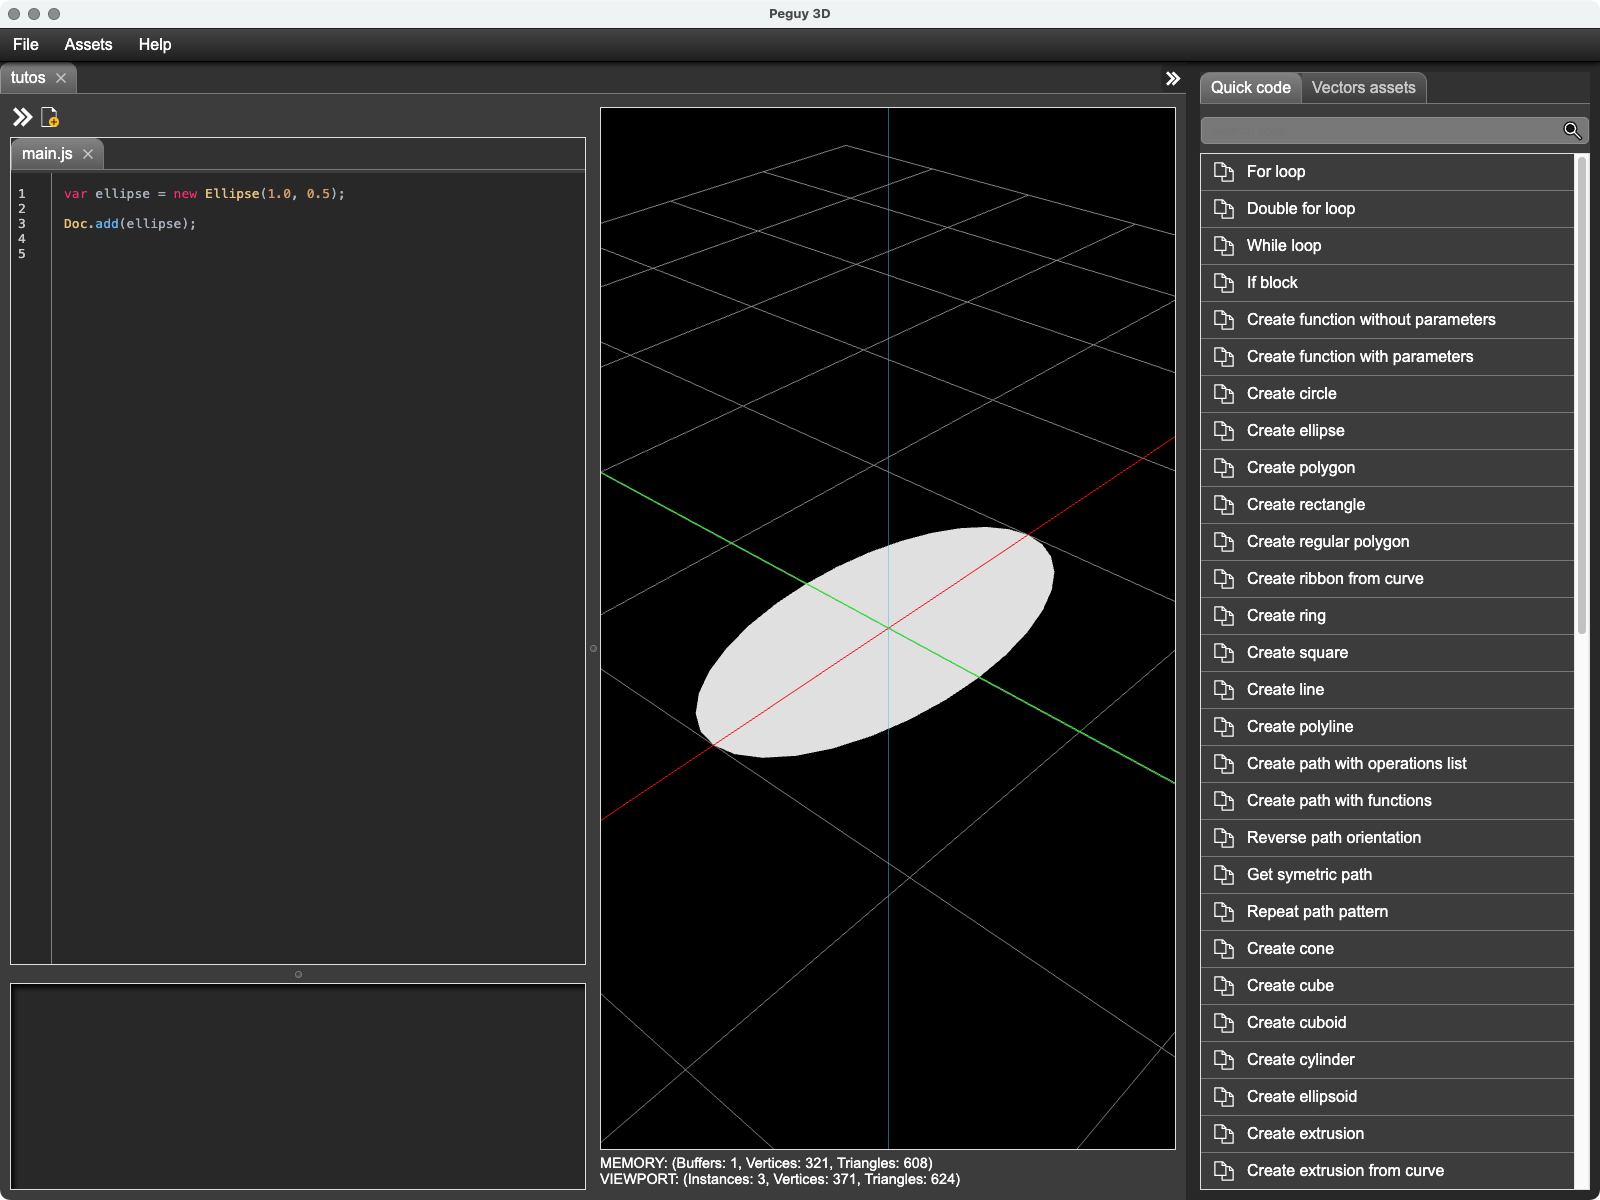 Peguy 3D
File Assets Help
tutos
main.js
1 var ellipse = new Ellipse(1.0, 0.5);
2
3 Doc.add(ellipse);
4
5
MEMORY: (Buffers: 1, Vertices: 321, Triangles: 608)
VIEWPORT: (Instances: 3, Vertices: 371, Triangles: 624)
Quick code Vectors assets
For loop
Double for loop
While loop
If block
Create function without parameters
Create function with parameters
Create circle
Create ellipse
Create polygon
Create rectangle
Create regular polygon
Create ribbon from curve
Create ring
Create square
Create line
Create polyline
Create path with operations list
Create path with functions
Reverse path orientation
Get symetric path
Repeat path pattern
Create cone
Create cube
Create cuboid
Create cylinder
Create ellipsoid
Create extrusion
Create extrusion from curve